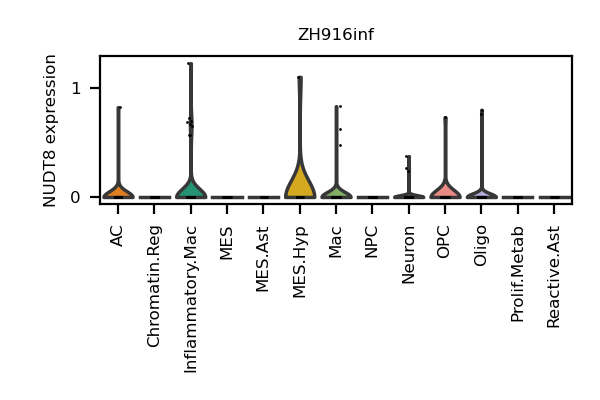 ZH916inf
NUDT8 expression
1
0
AC
Chromatin.Reg
Inflammatory.Mac
MES
MES.Ast
MES.Hyp
Mac
NPC
Neuron
OPC
Oligo
Prolif.Metab
Reactive.Ast